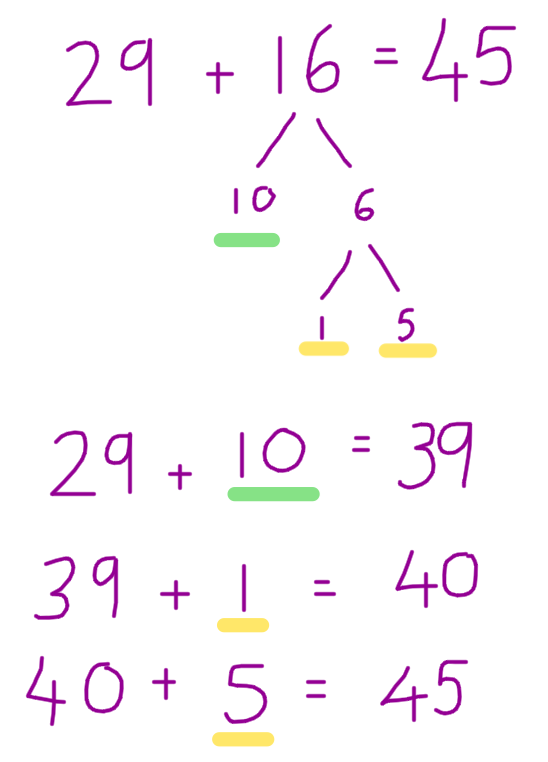 29 + 16 = 45
10 6
1 5
29 + 10 = 39
39 + 1 = 40
40 + 5 = 45